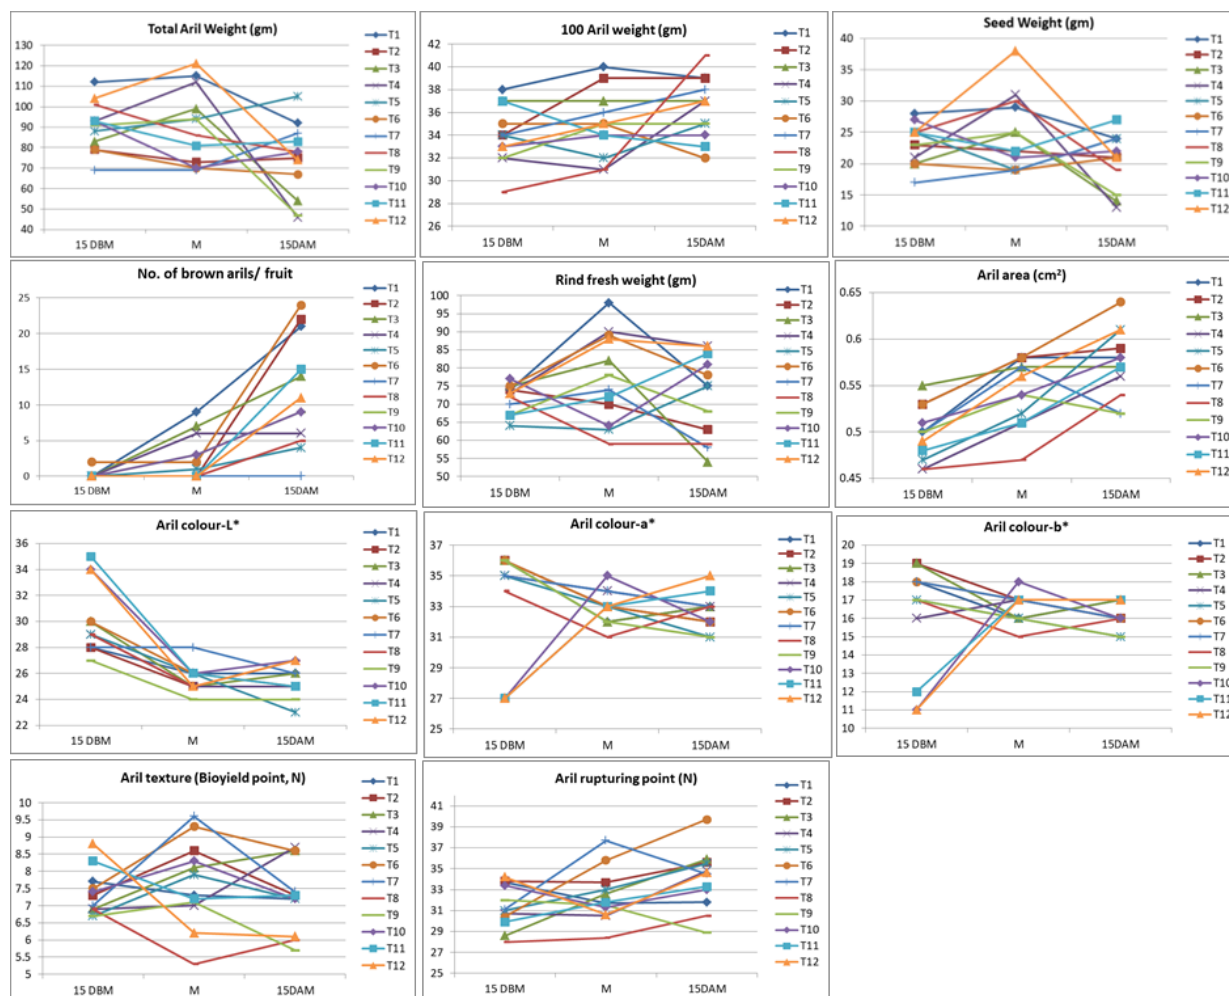 Total Aril Weight (gm)
130
120
110
100
90
80
70
60
50
40
15 DBM M 15DAM
T1
T2
T3
T4
T5
T6
T7
T8
T9
T10
T11
T12
100 Aril weight (gm)
42
40
38
36
34
32
30
28
26
15 DBM M 15DAM
T1
T2
T3
T4
T5
T6
T7
T8
T9
T10
T11
T12
Seed Weight (gm)
40
35
30
25
20
15
10
15 DBM M 15DAM
T1
T2
T3
T4
T5
T6
T7
T8
T9
T10
T11
T12
No. of brown arils/ fruit
25
20
15
10
5
0
15 DBM M 15DAM
T1
T2
T3
T4
T5
T6
T7
T8
T9
T10
T11
T12
Rind fresh weight (gm)
100
95
90
85
80
75
70
65
60
55
50
15 DBM M 15DAM
T1
T2
T3
T4
T5
T6
T7
T8
T9
T10
T11
T12
Aril area (cm²)
0.65
0.6
0.55
0.5
0.45
15 DBM M 15DAM
T1
T2
T3
T4
T5
T6
T7
T8
T9
T10
T11
T12
Aril colour-L*
36
34
32
30
28
26
24
22
15 DBM M 15DAM
T1
T2
T3
T4
T5
T6
T7
T8
T9
T10
T11
T12
Aril colour-a*
37
35
33
31
29
27
25
15 DBM M 15DAM
T1
T2
T3
T4
T5
T6
T7
T8
T9
T10
T11
T12
Aril colour-b*
20
19
18
17
16
15
14
13
12
11
10
15 DBM M 15DAM
T1
T2
T3
T4
T5
T6
T7
T8
T9
T10
T11
T12
Aril texture (Bioyield point, N)
10
9.5
9
8.5
8
7.5
7
6.5
6
5.5
5
15 DBM M 15DAM
T1
T2
T3
T4
T5
T6
T7
T8
T9
T10
T11
T12
Aril rupturing point (N)
41
39
37
35
33
31
29
27
25
15 DBM M 15DAM
T1
T2
T3
T4
T5
T6
T7
T8
T9
T10
T11
T12